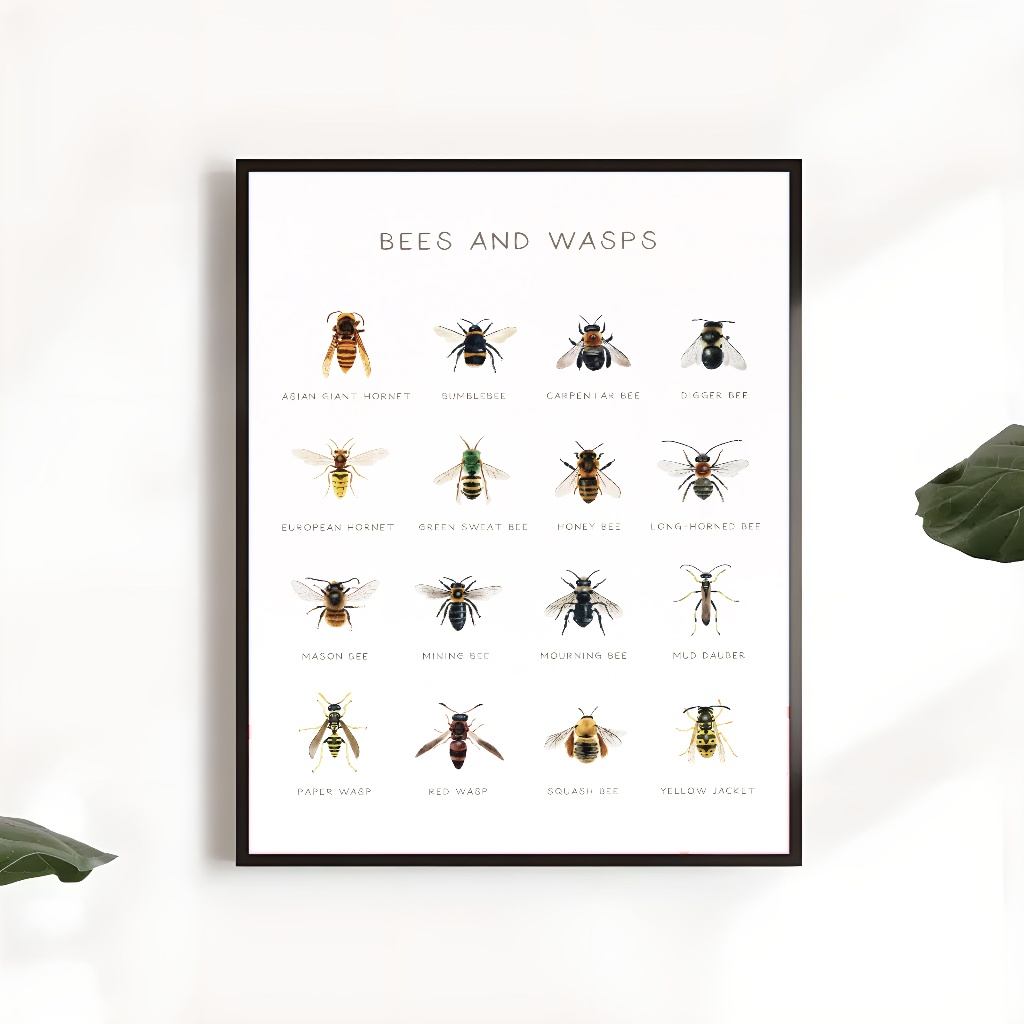 BEES AND WASPS
ASIAN GIANT HORNET BUMBLEBEE CARPENTAR BEE DIGGER BEE
EUROPEAN HORNET GREEN SWEAT BEE HONEY BEE LONG-HORNED BEE
MASON BEE MINING BEE MOURNING BEE MUD DAUBER
PAPER WASP RED WASP SQUASH BEE YELLOW JACKET